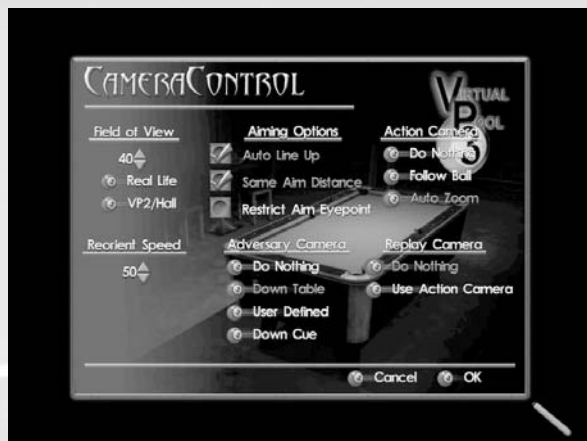 CAMERACONTROL
VIRTUAL
POOL
3
Field of View
40
Real Life
VP2/Hall
Reorient Speed
50
Aiming Options
Auto Line Up
Same Aim Distance
Restrict Aim Eyepoint
Adversary Camera
Do Nothing
Down Table
User Defined
Down Cue
Action Camera
Do Nothing
Follow Ball
Auto Zoom
Replay Camera
Do Nothing
Use Action Camera
Cancel
OK